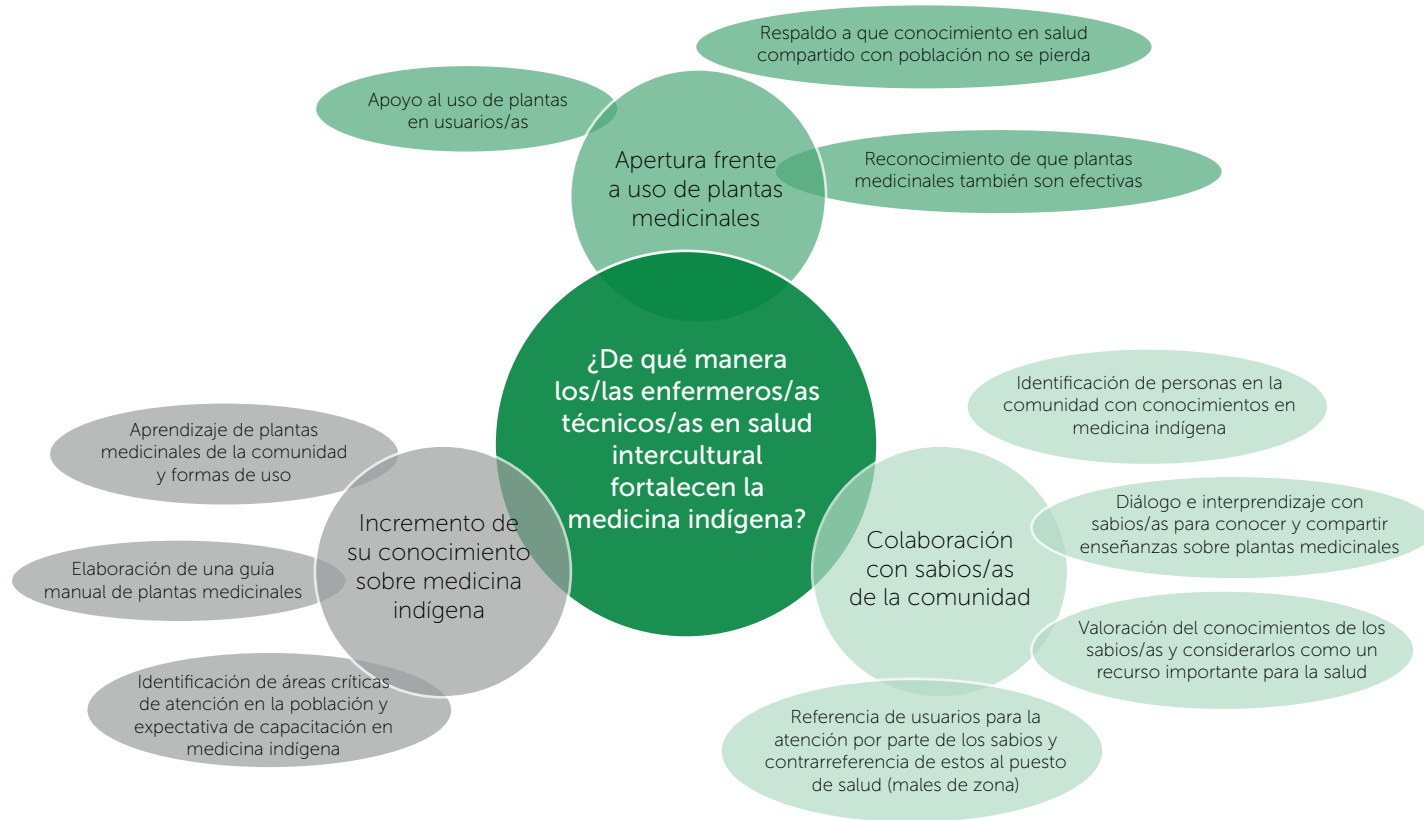 Respaldo a que conocimiento en salud
compartido con población no se pierda
Apoyo al uso de plantas
en usuarios/as
Apertura frente
a uso de plantas
medicinales
Reconocimiento de que plantas
medicinales también son efectivas
¿De qué manera
los/las enfermeros/as
técnicos/as en salud
intercultural
fortalecen la
medicina indígena?
Identificación de personas en la
comunidad con conocimientos en
medicina indígena
Aprendizaje de plantas
medicinales de la comunidad
y formas de uso
Incremento de
su conocimiento
sobre medicina
indígena
Elaboración de una guía
manual de plantas medicinales
Identificación de áreas críticas
de atención en la población y
expectativa de capacitación en
medicina indígena
Colaboración
con sabios/as
de la comunidad
Diálogo e interprendizaje con
sabios/as para conocer y compartir
enseñanzas sobre plantas medicinales
Valoración del conocimientos de los
sabios/as y considerarlos como un
recurso importante para la salud
Referencia de usuarios para la
atención por parte de los sabios y
contrarreferencia de estos al puesto
de salud (males de zona)